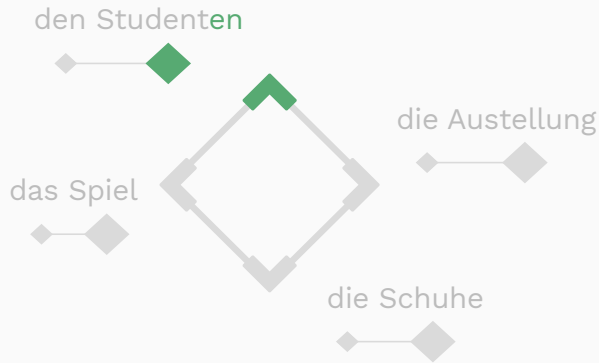 den Studenten
die Austellung
das Spiel
die Schuhe